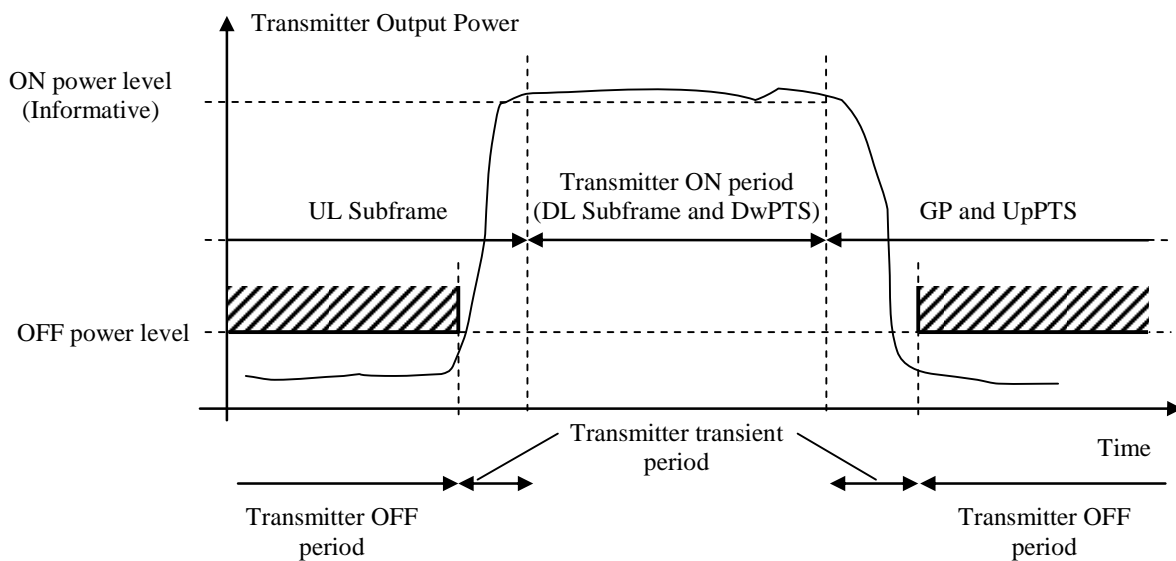 Transmitter Output Power
ON power level
(Informative)
UL Subframe
Transmitter ON period
(DL Subframe and DwPTS)
GP and UpPTS
OFF power level
Transmitter transient
period
Time
Transmitter OFF
period
Transmitter OFF
period